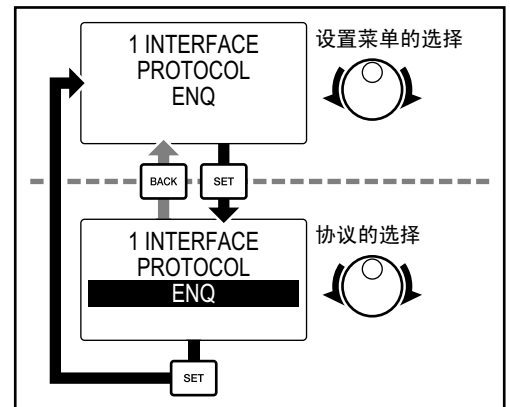 1 INTERFACE
PROTOCOL
ENQ
设置菜单的选择
BACK
SET
1 INTERFACE
PROTOCOL
ENQ
协议的选择
SET